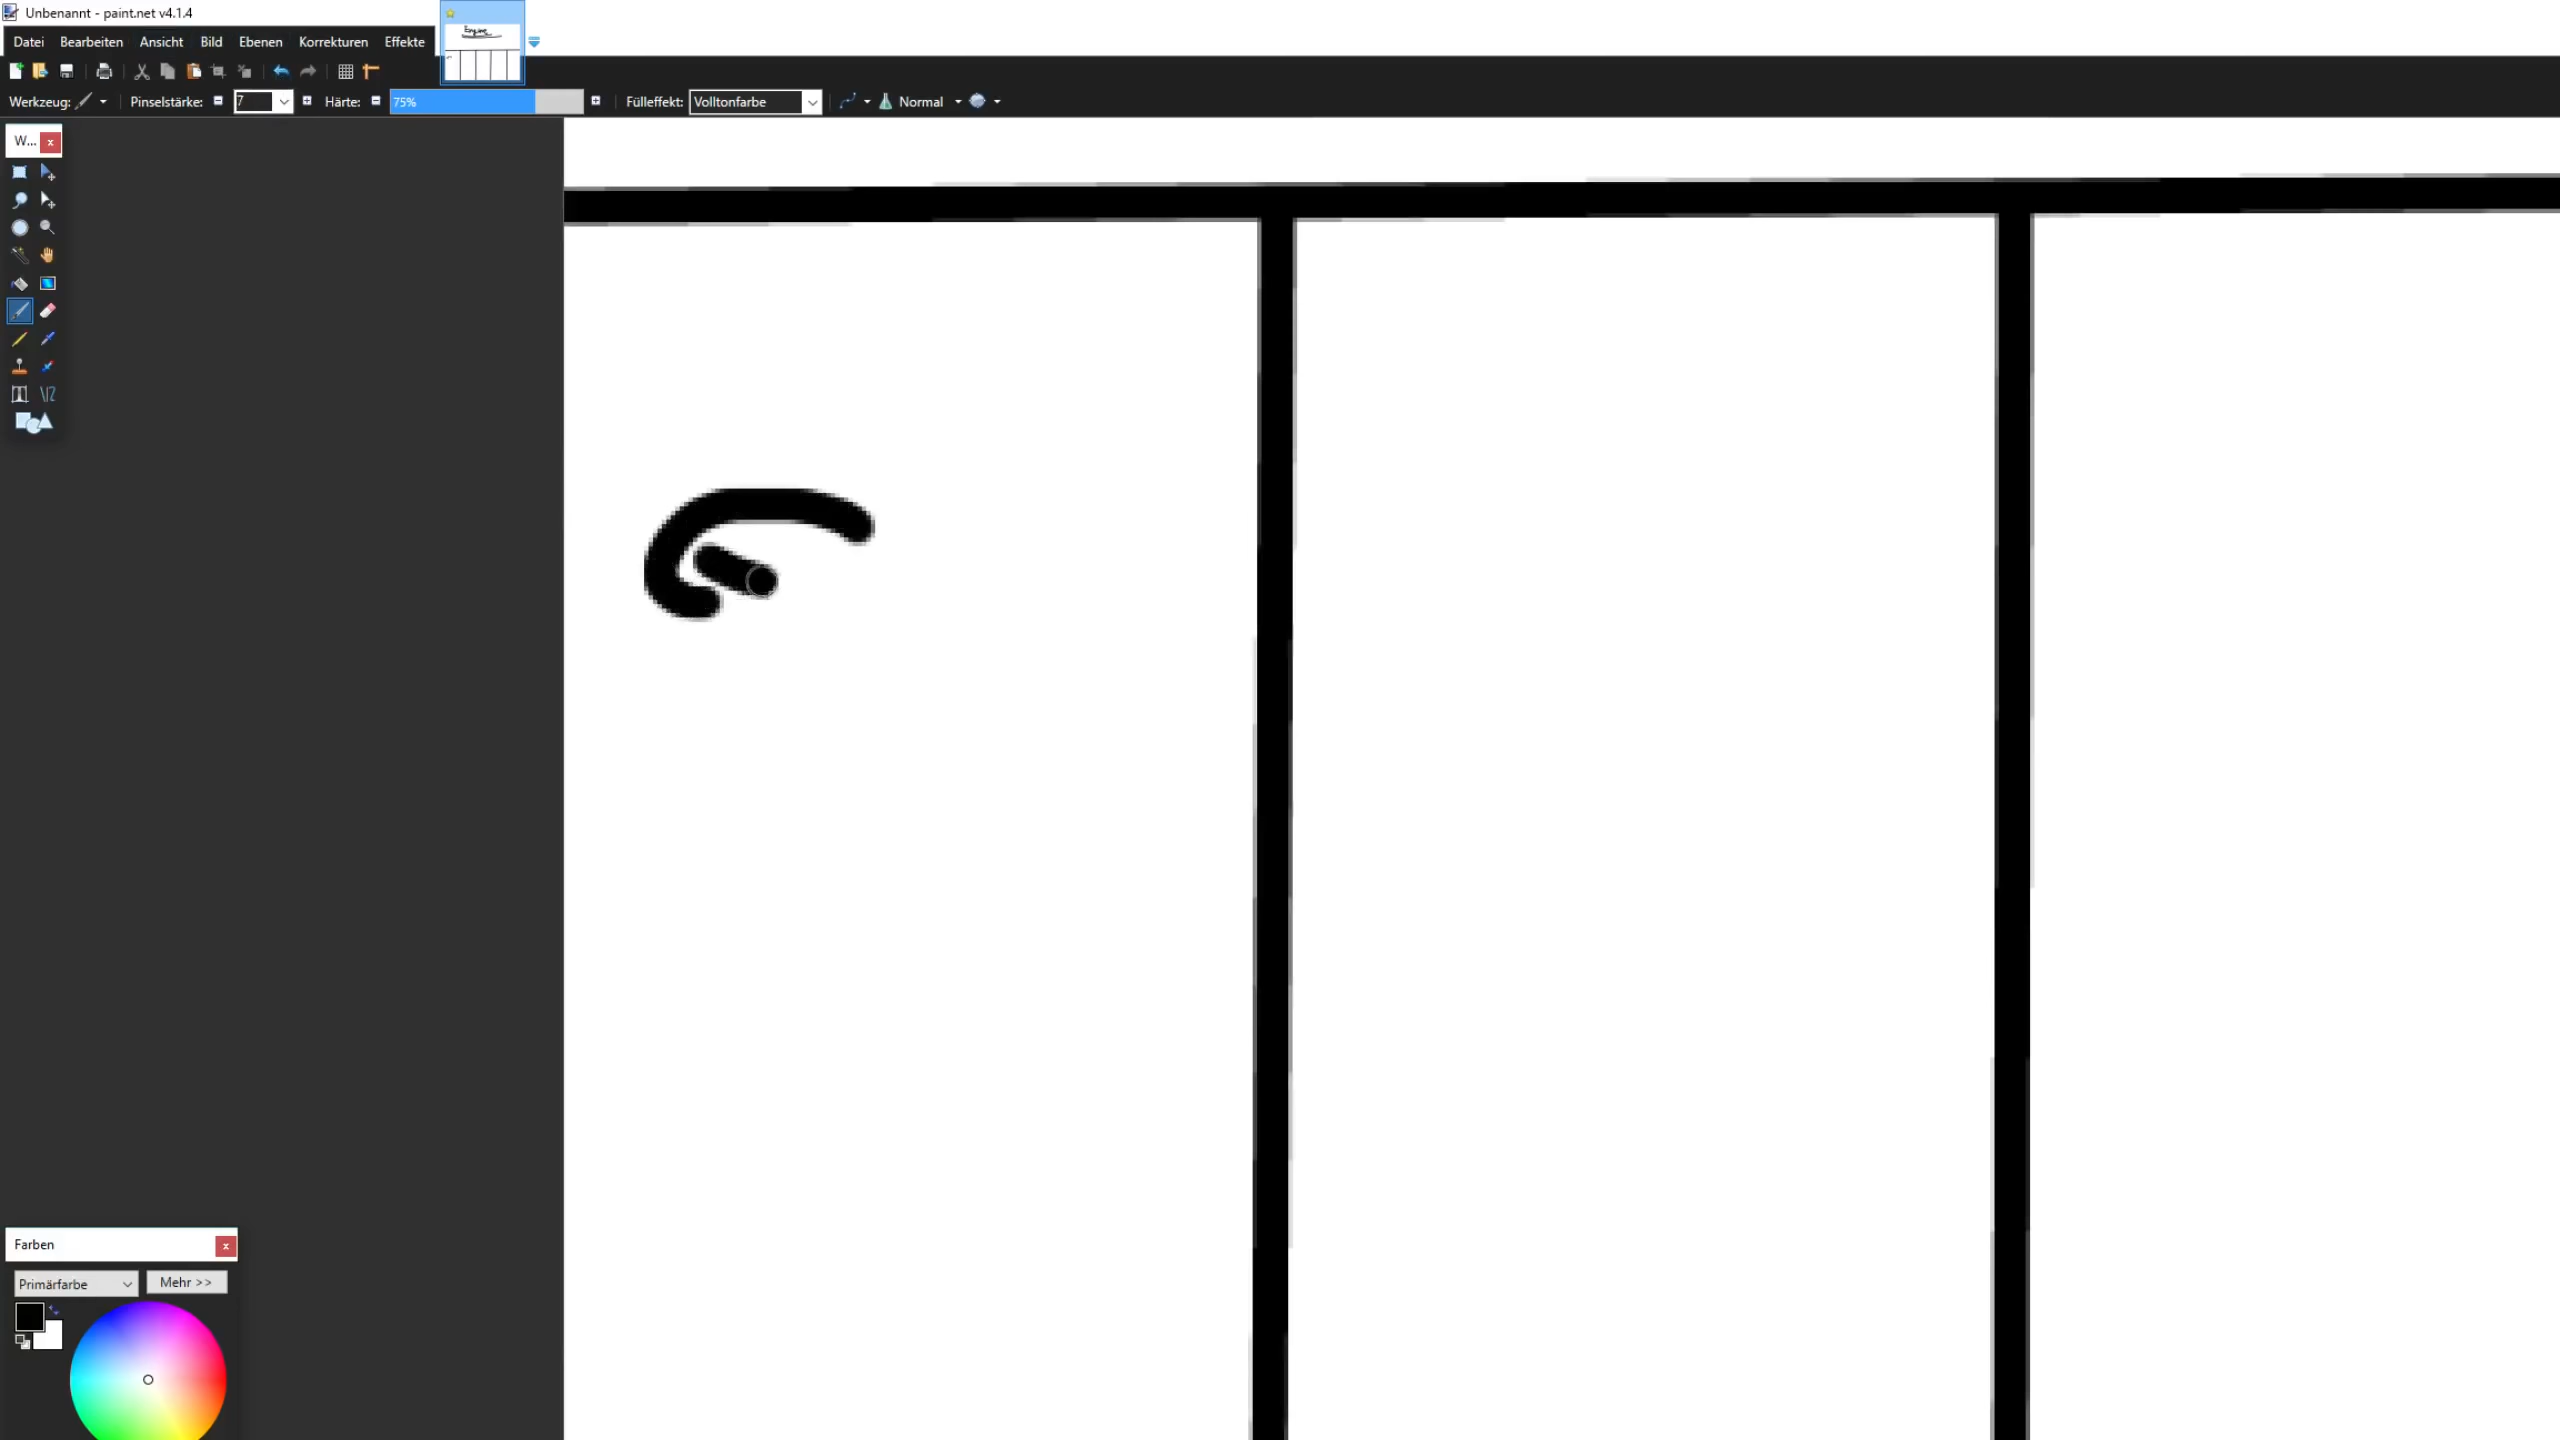 Unbenannt - paint.net v4.1.4
Datei Bearbeiten Ansicht Bild Ebenen Korrekturen Effekte
Engine
Werkzeug: Pinselstärke: 7 Härte: 75% Fülleffekt: Volltonfarbe Normal
W...
Farben
Primärfarbe Mehr >>